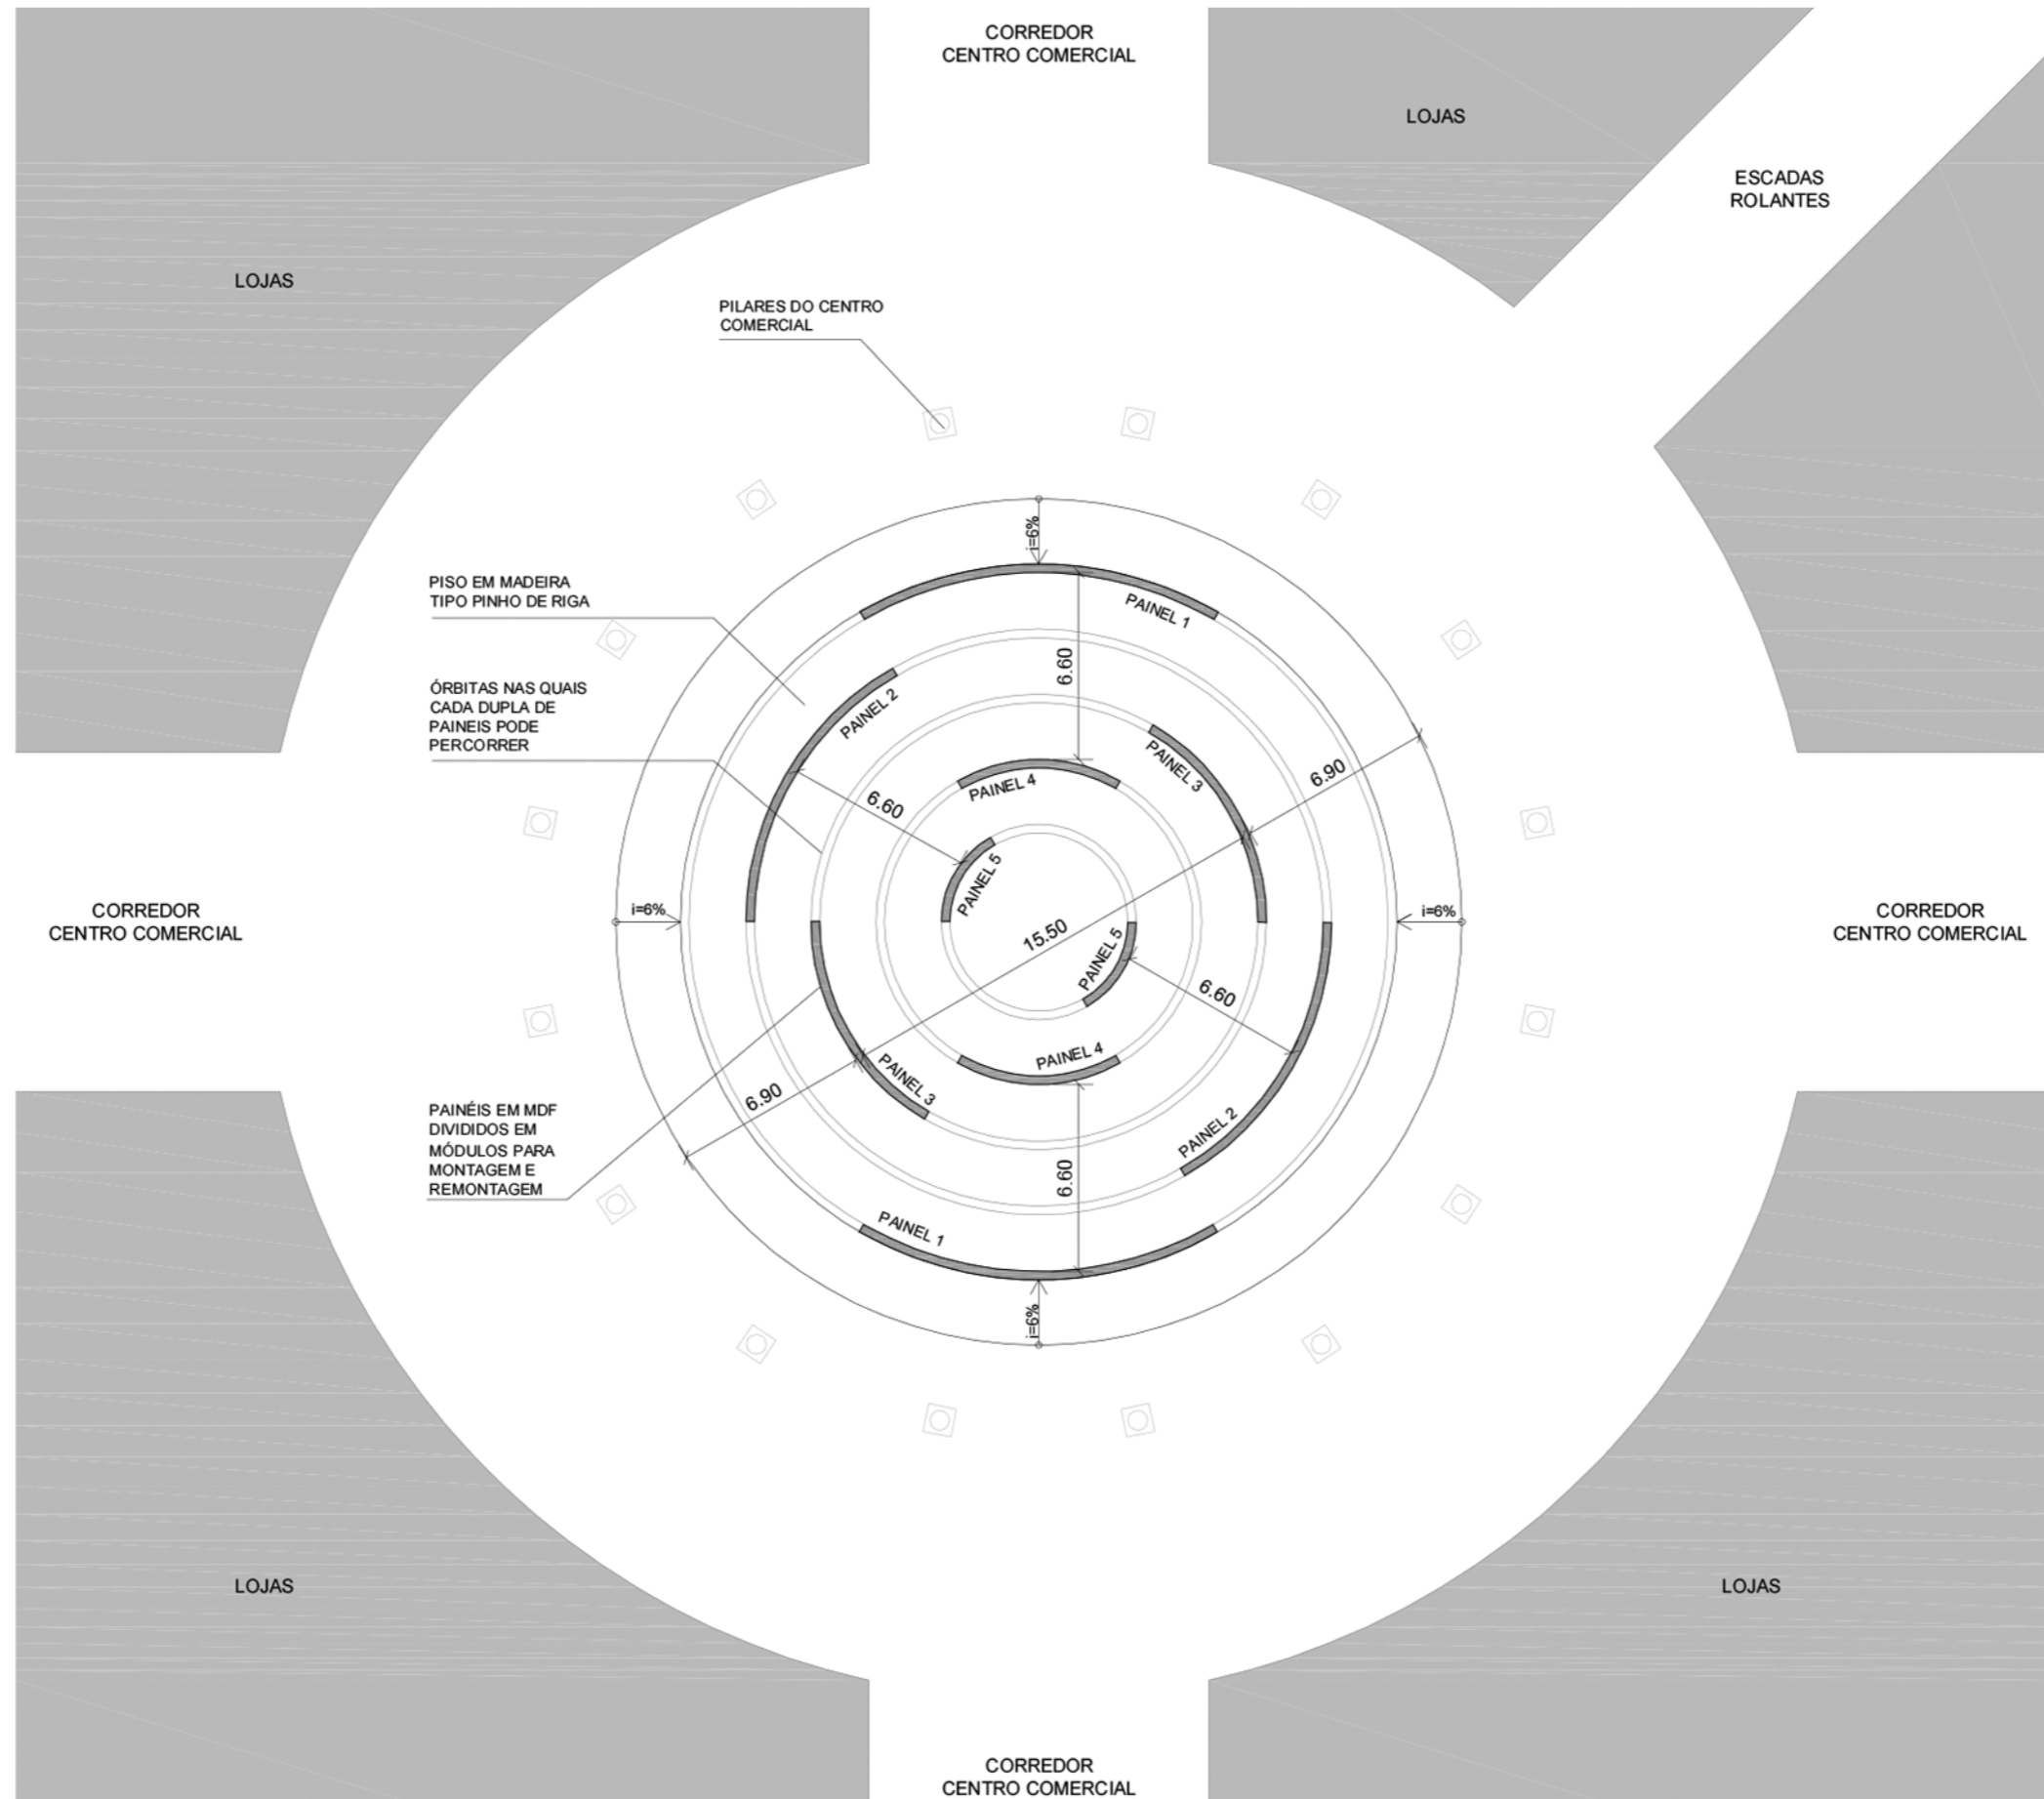 CORREDOR
CENTRO COMERCIAL
LOJAS
ESCADAS
ROLANTES
LOJAS
PILARES DO CENTRO
COMERCIAL
i=6%
PISO EM MADEIRA
TIPO PINHO DE RIGA
PAINEL 1
6.60
ÓRBITAS NAS QUAIS
CADA DUPLA DE
PAINEIS PODE
PERCORRER
PAINEL 2
PAINEL 3
PAINEL 4
6.90
6.60
PAINEL 5
CORREDOR
CENTRO COMERCIAL
i=6%
15.50
i=6%
CORREDOR
CENTRO COMERCIAL
PAINEL 5
6.60
PAINEL 4
PAINEL 3
6.90
PAINEL 2
PAINÉIS EM MDF
DIVIDIDOS EM
MÓDULOS PARA
MONTAGEM E
REMONTAGEM
6.60
PAINEL 1
i=6%
LOJAS
LOJAS
CORREDOR
CENTRO COMERCIAL